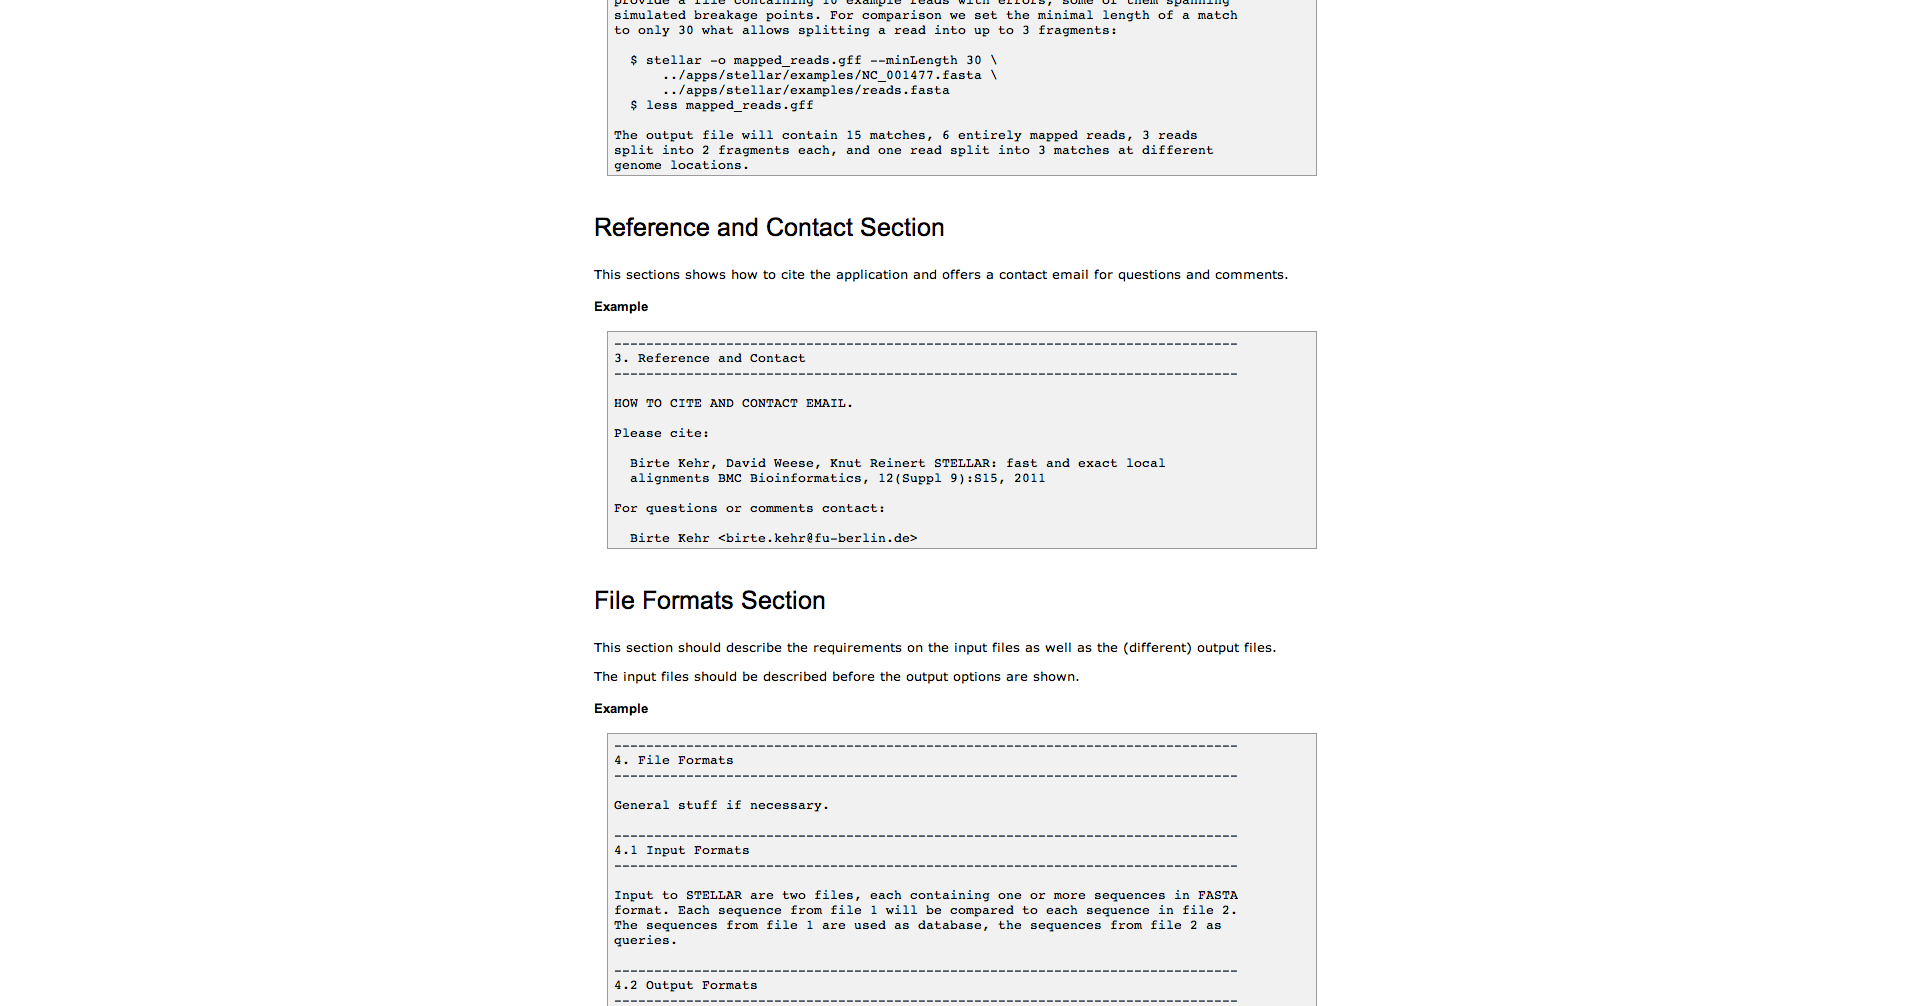 provide a file containing 10 example reads with errors, some of them spanning
simulated breakage points. For comparison we set the minimal length of a match
to only 30 what allows splitting a read into up to 3 fragments:
$ stellar -o mapped_reads.gff --minLength 30 \
../apps/stellar/examples/NC_001477.fasta \
../apps/stellar/examples/reads.fasta
$ less mapped_reads.gff
The output file will contain 15 matches, 6 entirely mapped reads, 3 reads
split into 2 fragments each, and one read split into 3 matches at different
genome locations.
Reference and Contact Section
This sections shows how to cite the application and offers a contact email for questions and comments.
Example
------------------------------------------------------------------------------
3. Reference and Contact
------------------------------------------------------------------------------
HOW TO CITE AND CONTACT EMAIL.
Please cite:
Birte Kehr, David Weese, Knut Reinert STELLAR: fast and exact local
alignments BMC Bioinformatics, 12(Suppl 9):S15, 2011
For questions or comments contact:
Birte Kehr <birte.kehr@fu-berlin.de>
File Formats Section
This section should describe the requirements on the input files as well as the (different) output files.
The input files should be described before the output options are shown.
Example
------------------------------------------------------------------------------
4. File Formats
------------------------------------------------------------------------------
General stuff if necessary.
------------------------------------------------------------------------------
4.1 Input Formats
------------------------------------------------------------------------------
Input to STELLAR are two files, each containing one or more sequences in FASTA
format. Each sequence from file 1 will be compared to each sequence in file 2.
The sequences from file 1 are used as database, the sequences from file 2 as
queries.
------------------------------------------------------------------------------
4.2 Output Formats
------------------------------------------------------------------------------